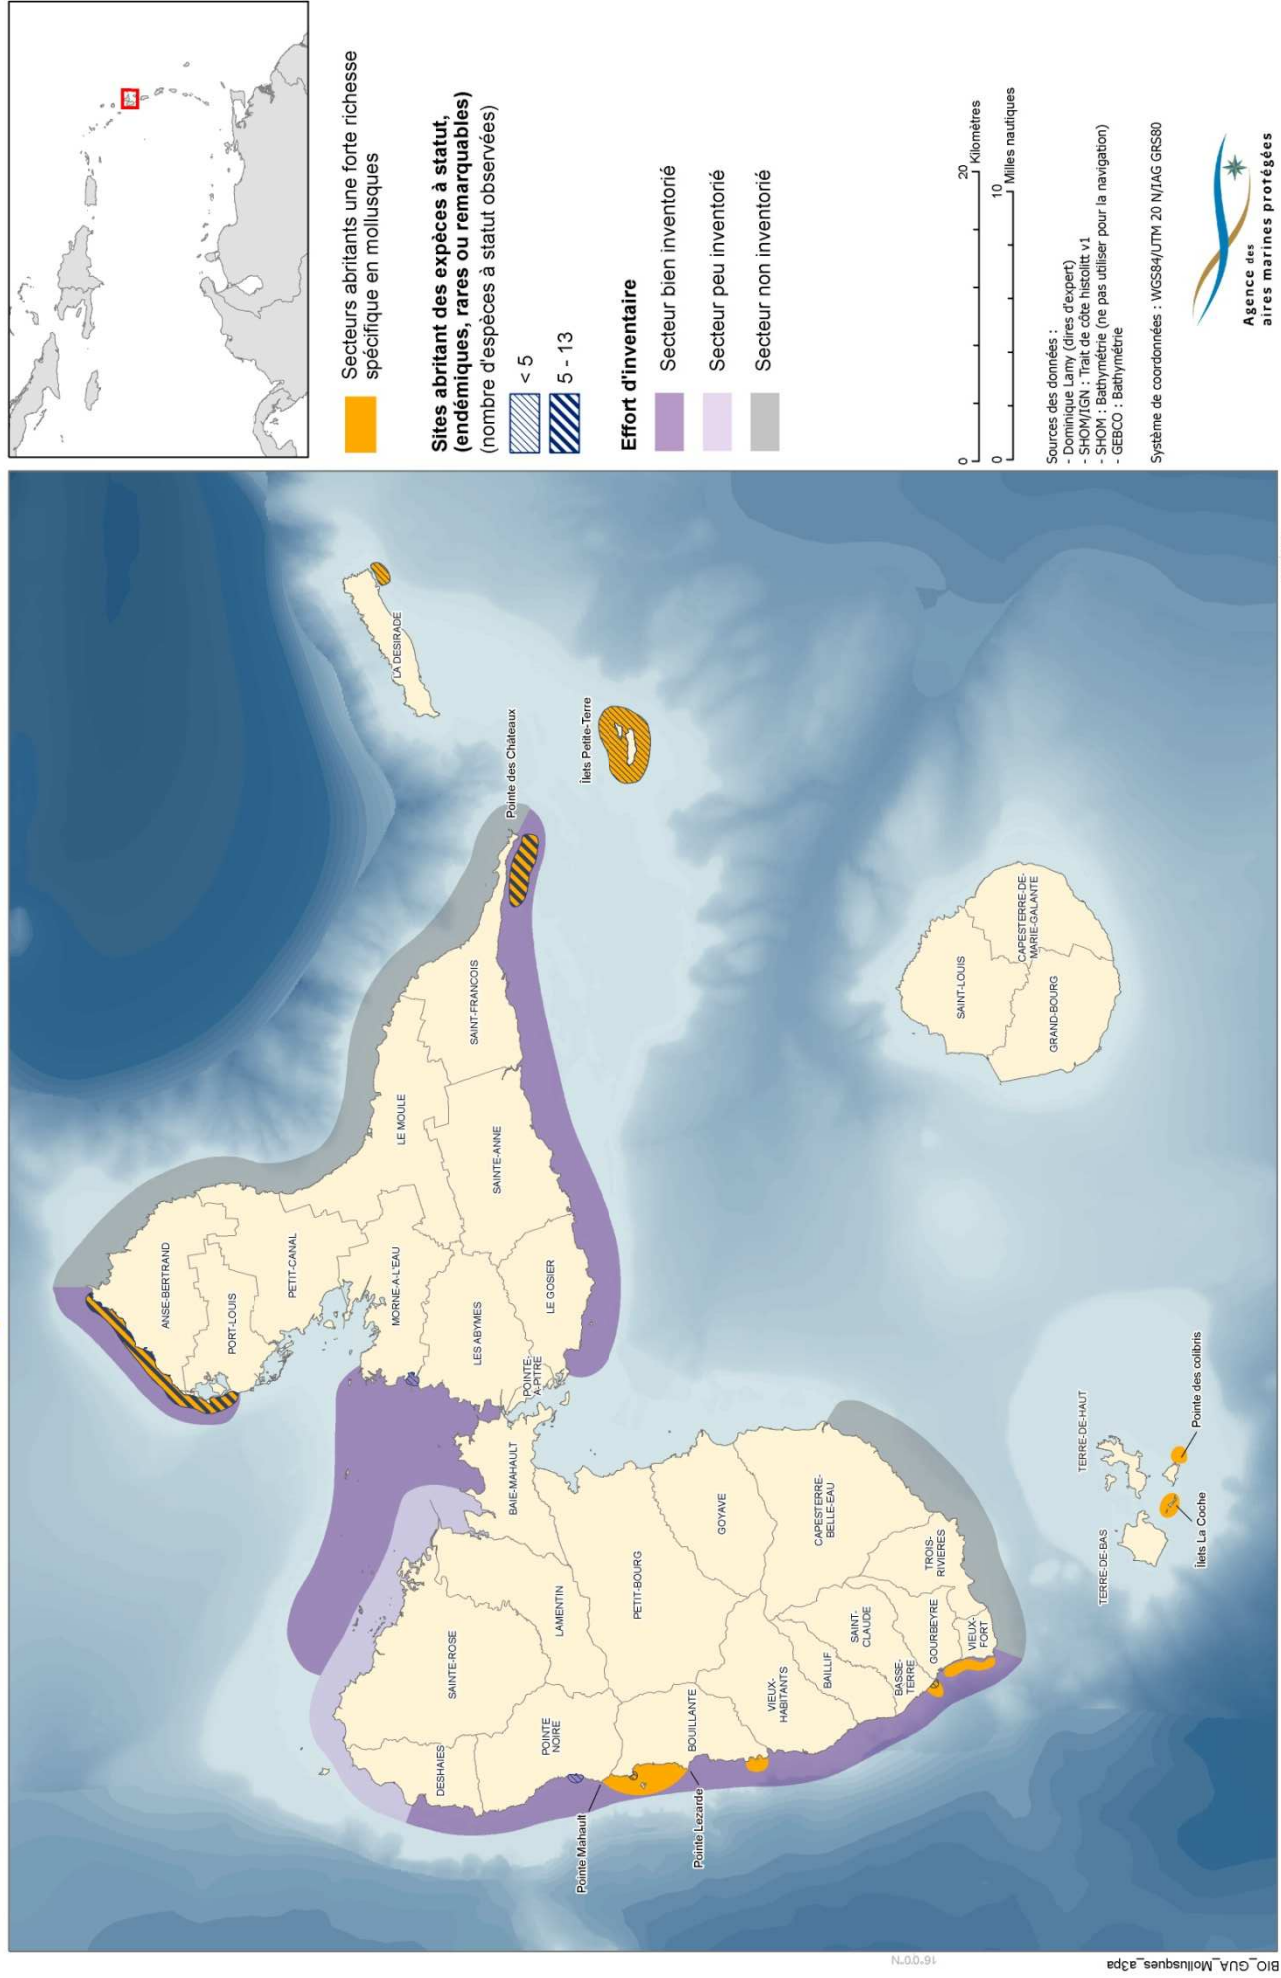 Secteurs abritants une forte richesse
spécifique en mollusques
Sites abritant des expèces à statut,
(endémiques, rares ou remarquables)
(nombre d'espèces à statut observées)
< 5
5 - 13
Effort d'inventaire
Secteur bien inventorié
Secteur peu inventorié
Secteur non inventorié
0
20
Kilomètres
0
10
Milles nautiques
Sources des données :
- Dominique Lamy (dires d'expert)
- SHOM/IGN : Trait de côte histolitt v1
- SHOM : Bathymétrie (ne pas utiliser pour la navigation)
- GEBCO : Bathymétrie
Système de coordonnées : WGS84/UTM 20 N/IAG GRS80
Agence des
aires marines protégées
ANSE-BERTRAND
PORT-LOUIS
PETIT-CANAL
MORNE-A-L'EAU
LE MOULE
LES ABYMES
SAINTE-ANNE
SAINT-FRANCOIS
LE GOSIER
POINTE-
A-PITRE
Pointe des Châteaux
LA DESIRADE
Îlets Petite-Terre
BAIE-MAHAULT
SAINTE-ROSE
LAMENTIN
DESHAIES
POINTE
NOIRE
PETIT-BOURG
GOYAVE
BOUILLANTE
VIEUX-
HABITANTS
CAPESTERRE-
BELLE-EAU
BAILLIF
SAINT-
CLAUDE
BASSE-
TERRE
GOURBEYRE
TROIS-
RIVIERES
VIEUX-
FORT
Pointe Mahault
Pointe Lezarde
SAINT-LOUIS
CAPESTERRE-DE-
MARIE-GALANTE
GRAND-BOURG
TERRE-DE-HAUT
TERRE-DE-BAS
Pointe des colibris
Îlets La Coche
16°0'0"N
BIO_GUA_Mollusques_a3pa